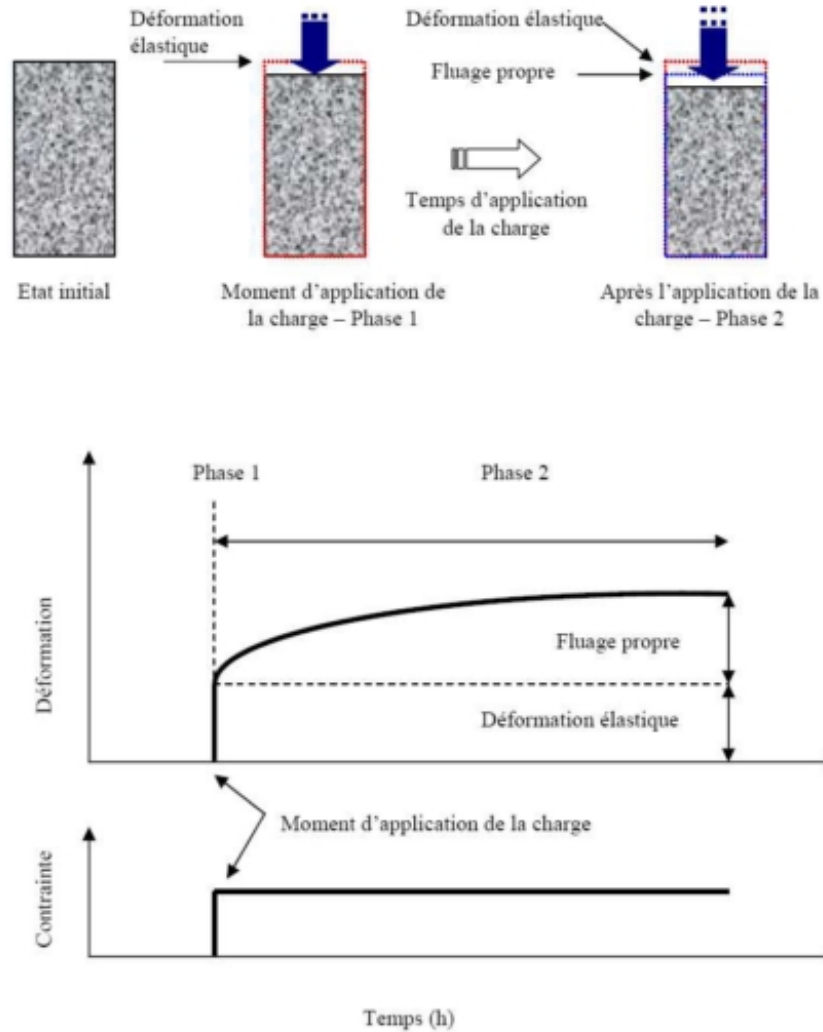 Déformation
élastique
Déformation élastique
Fluage propre
Temps d'application
de la charge
Etat initial
Moment d'application de
la charge – Phase 1
Après l'application de la
charge – Phase 2
Phase 1
Phase 2
Déformation
Fluage propre
Déformation élastique
Moment d'application de la charge
Contrainte
Temps (h)